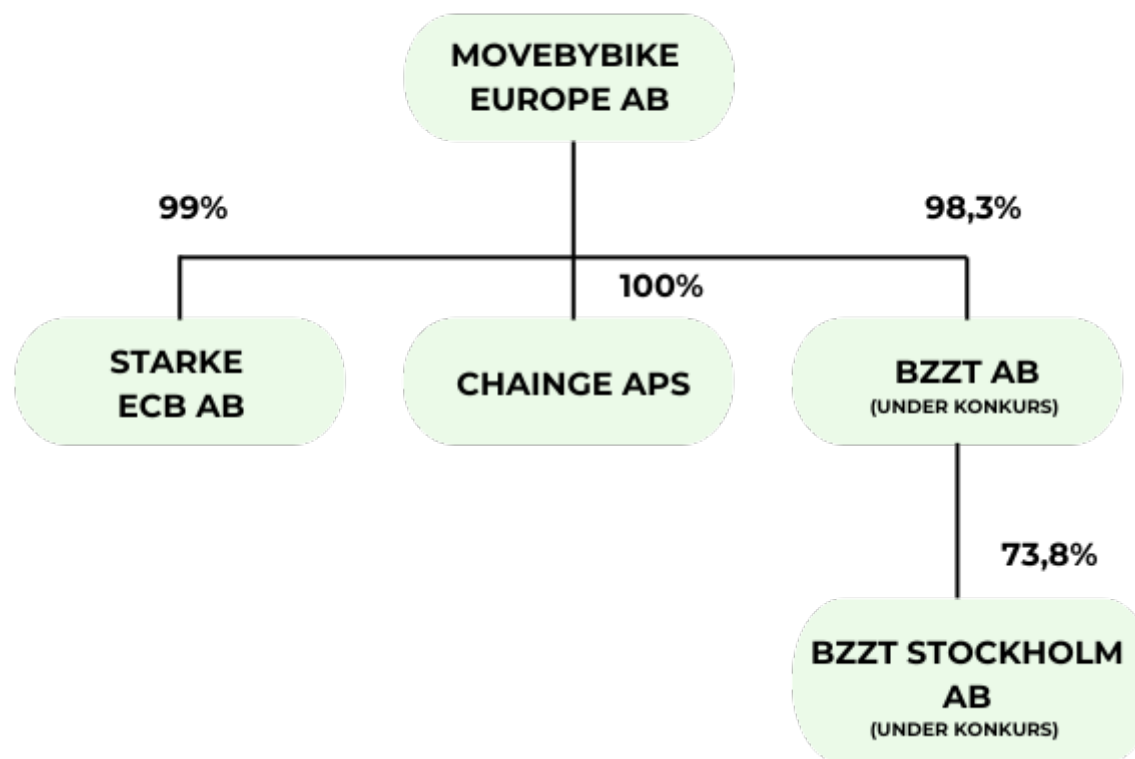 MOVEBYBIKE
EUROPE AB
99%
98,3%
100%
STARKE
ECB AB
CHAINGE APS
BZZT AB
(UNDER KONKURS)
73,8%
BZZT STOCKHOLM
AB
(UNDER KONKURS)